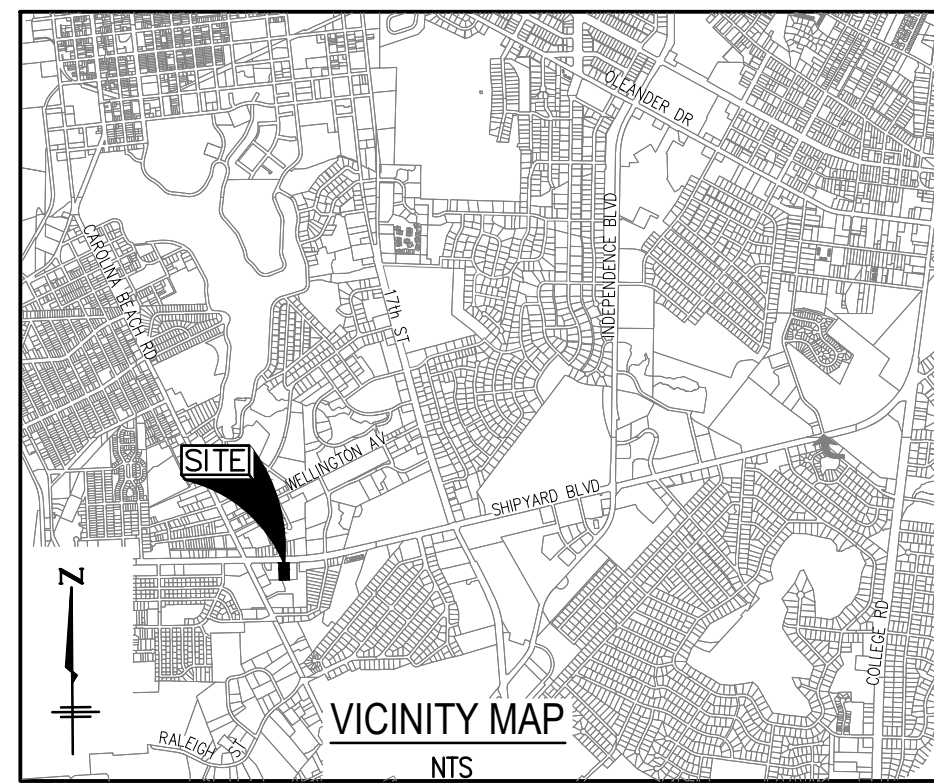 OLEANDER DR
INDEPENDENCE BLVD
CAROLINA BEACH RD
17th ST
SITE
WELLINGTON AV
SHIPYARD BLVD
COLLEGE RD
N
RALEIGH ST
VICINITY MAP
NTS